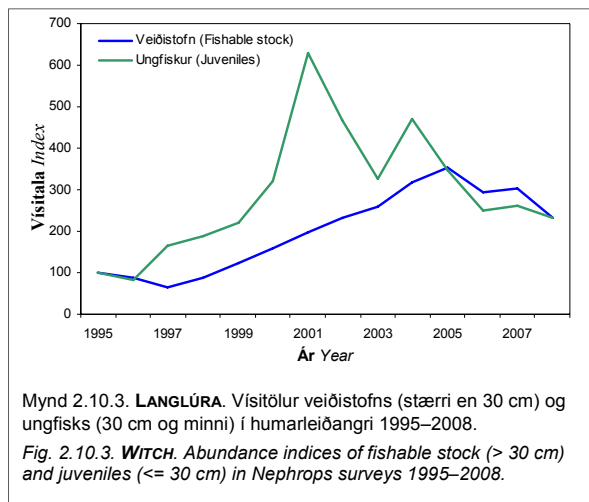 700
600
500
400
300
200
100
0
Vísitala Index
Veiðistofn (Fishable stock)
Ungfiskur (Juveniles)
1995 1997 1999 2001 2003 2005 2007
Ár Year
Mynd 2.10.3. LANGLÚRA. Vísitölur veiðistofns (stærri en 30 cm) og
ungfisks (30 cm og minni) í humarleiðangri 1995–2008.
Fig. 2.10.3. WITCH. Abundance indices of fishable stock (> 30 cm)
and juveniles (<= 30 cm) in Nephrops surveys 1995–2008.